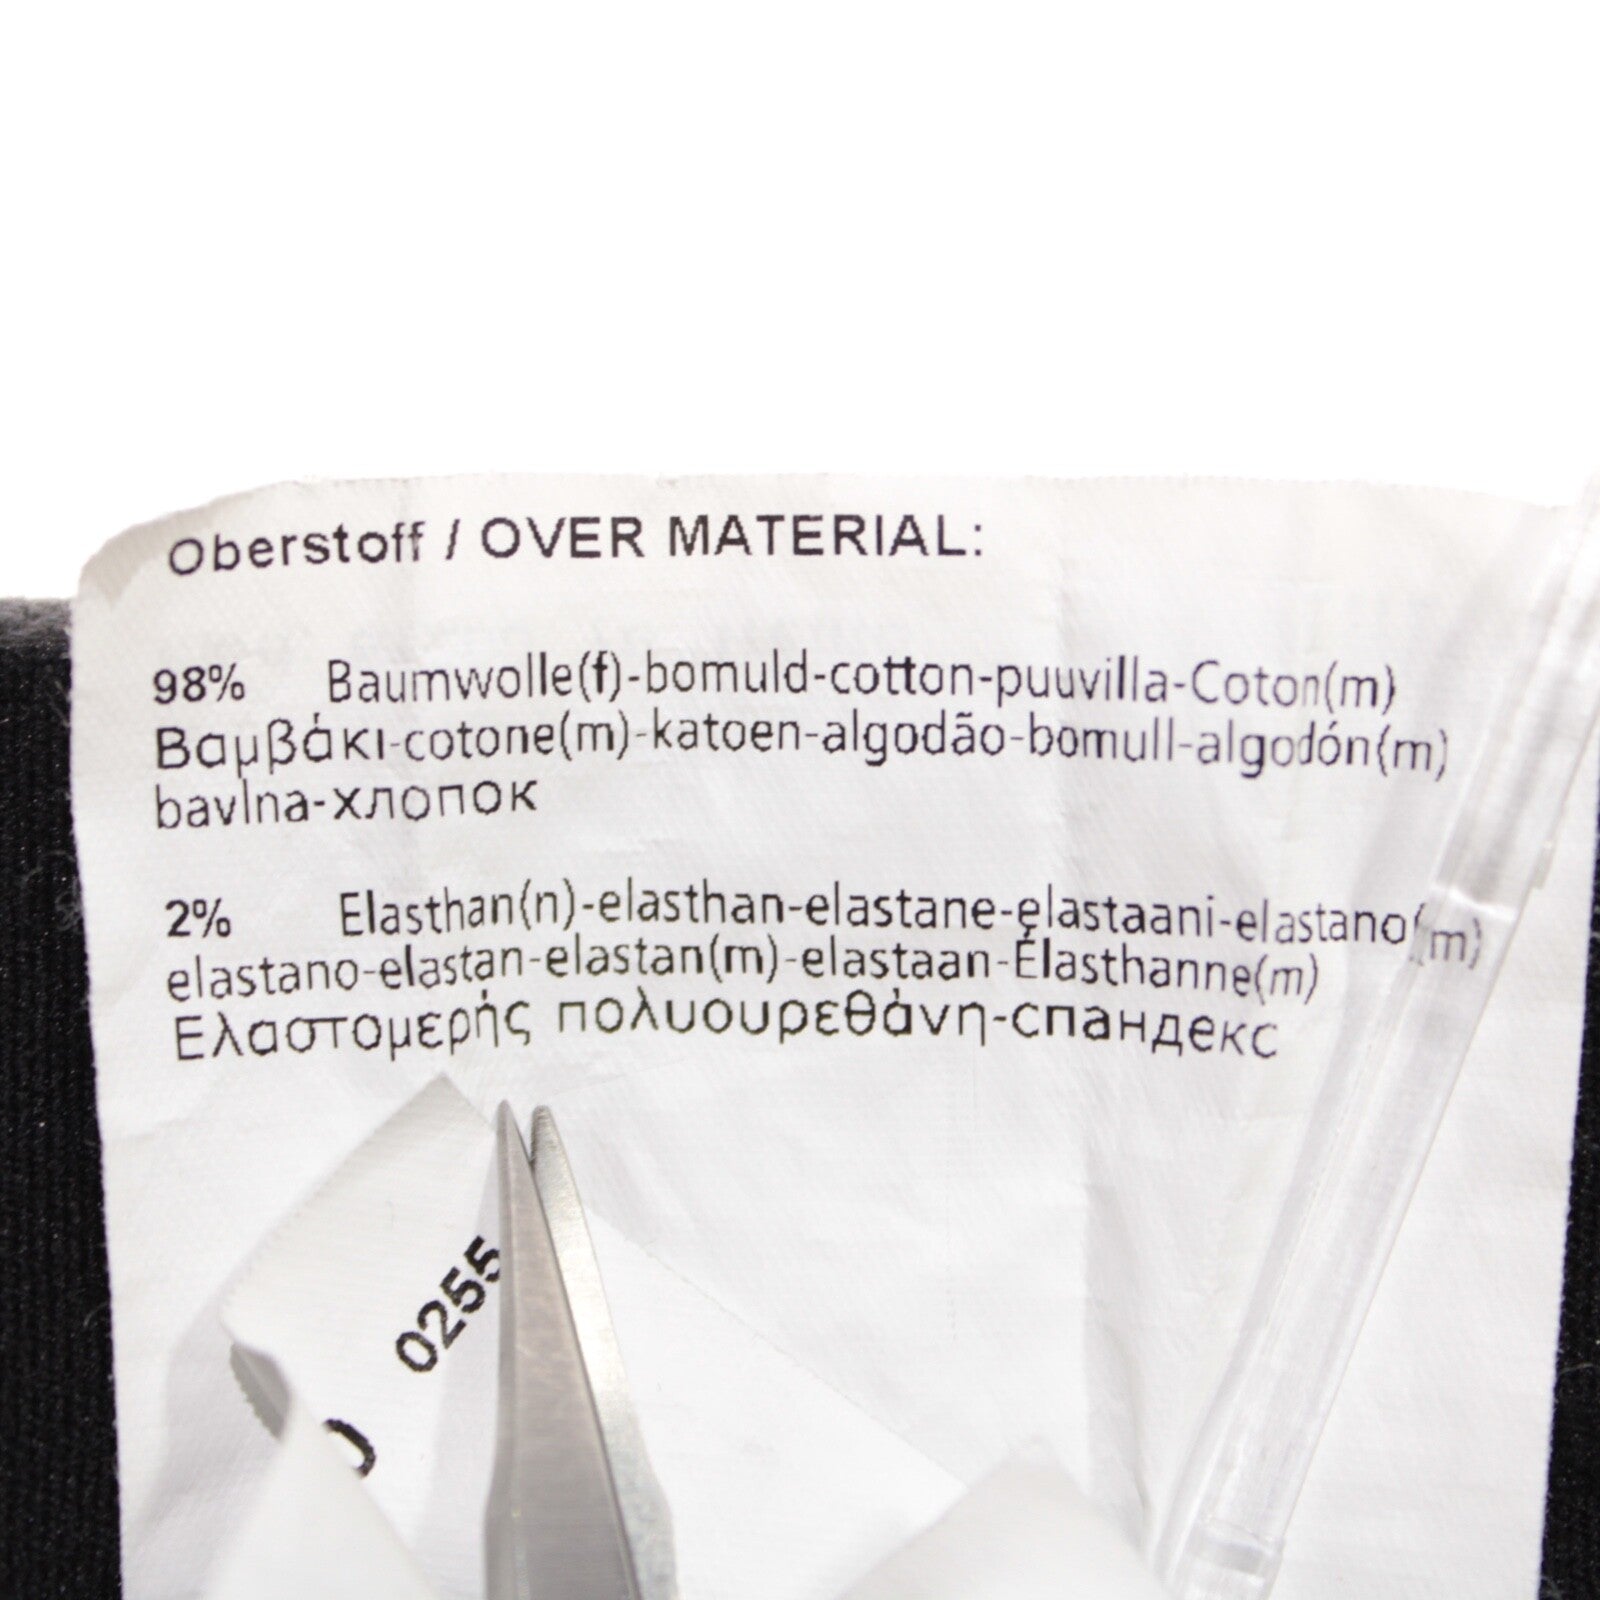 Oberstoff / OVER MATERIAL:
98% Baumwolle(f)-bomuld-cotton-puuvilla-Coton(m)
Βαμβάκι-cotone(m)-katoen-algodão-bomull-algodón(m)
bavlna-хлопок
2% Elasthan(n)-elasthan-elastane-elastaani-elastano(m)
elastano-elastan-elastan(m)-elastaan-Élasthanne(m)
Ελαστομερής πολυουρεθάνη-спандекс
0255